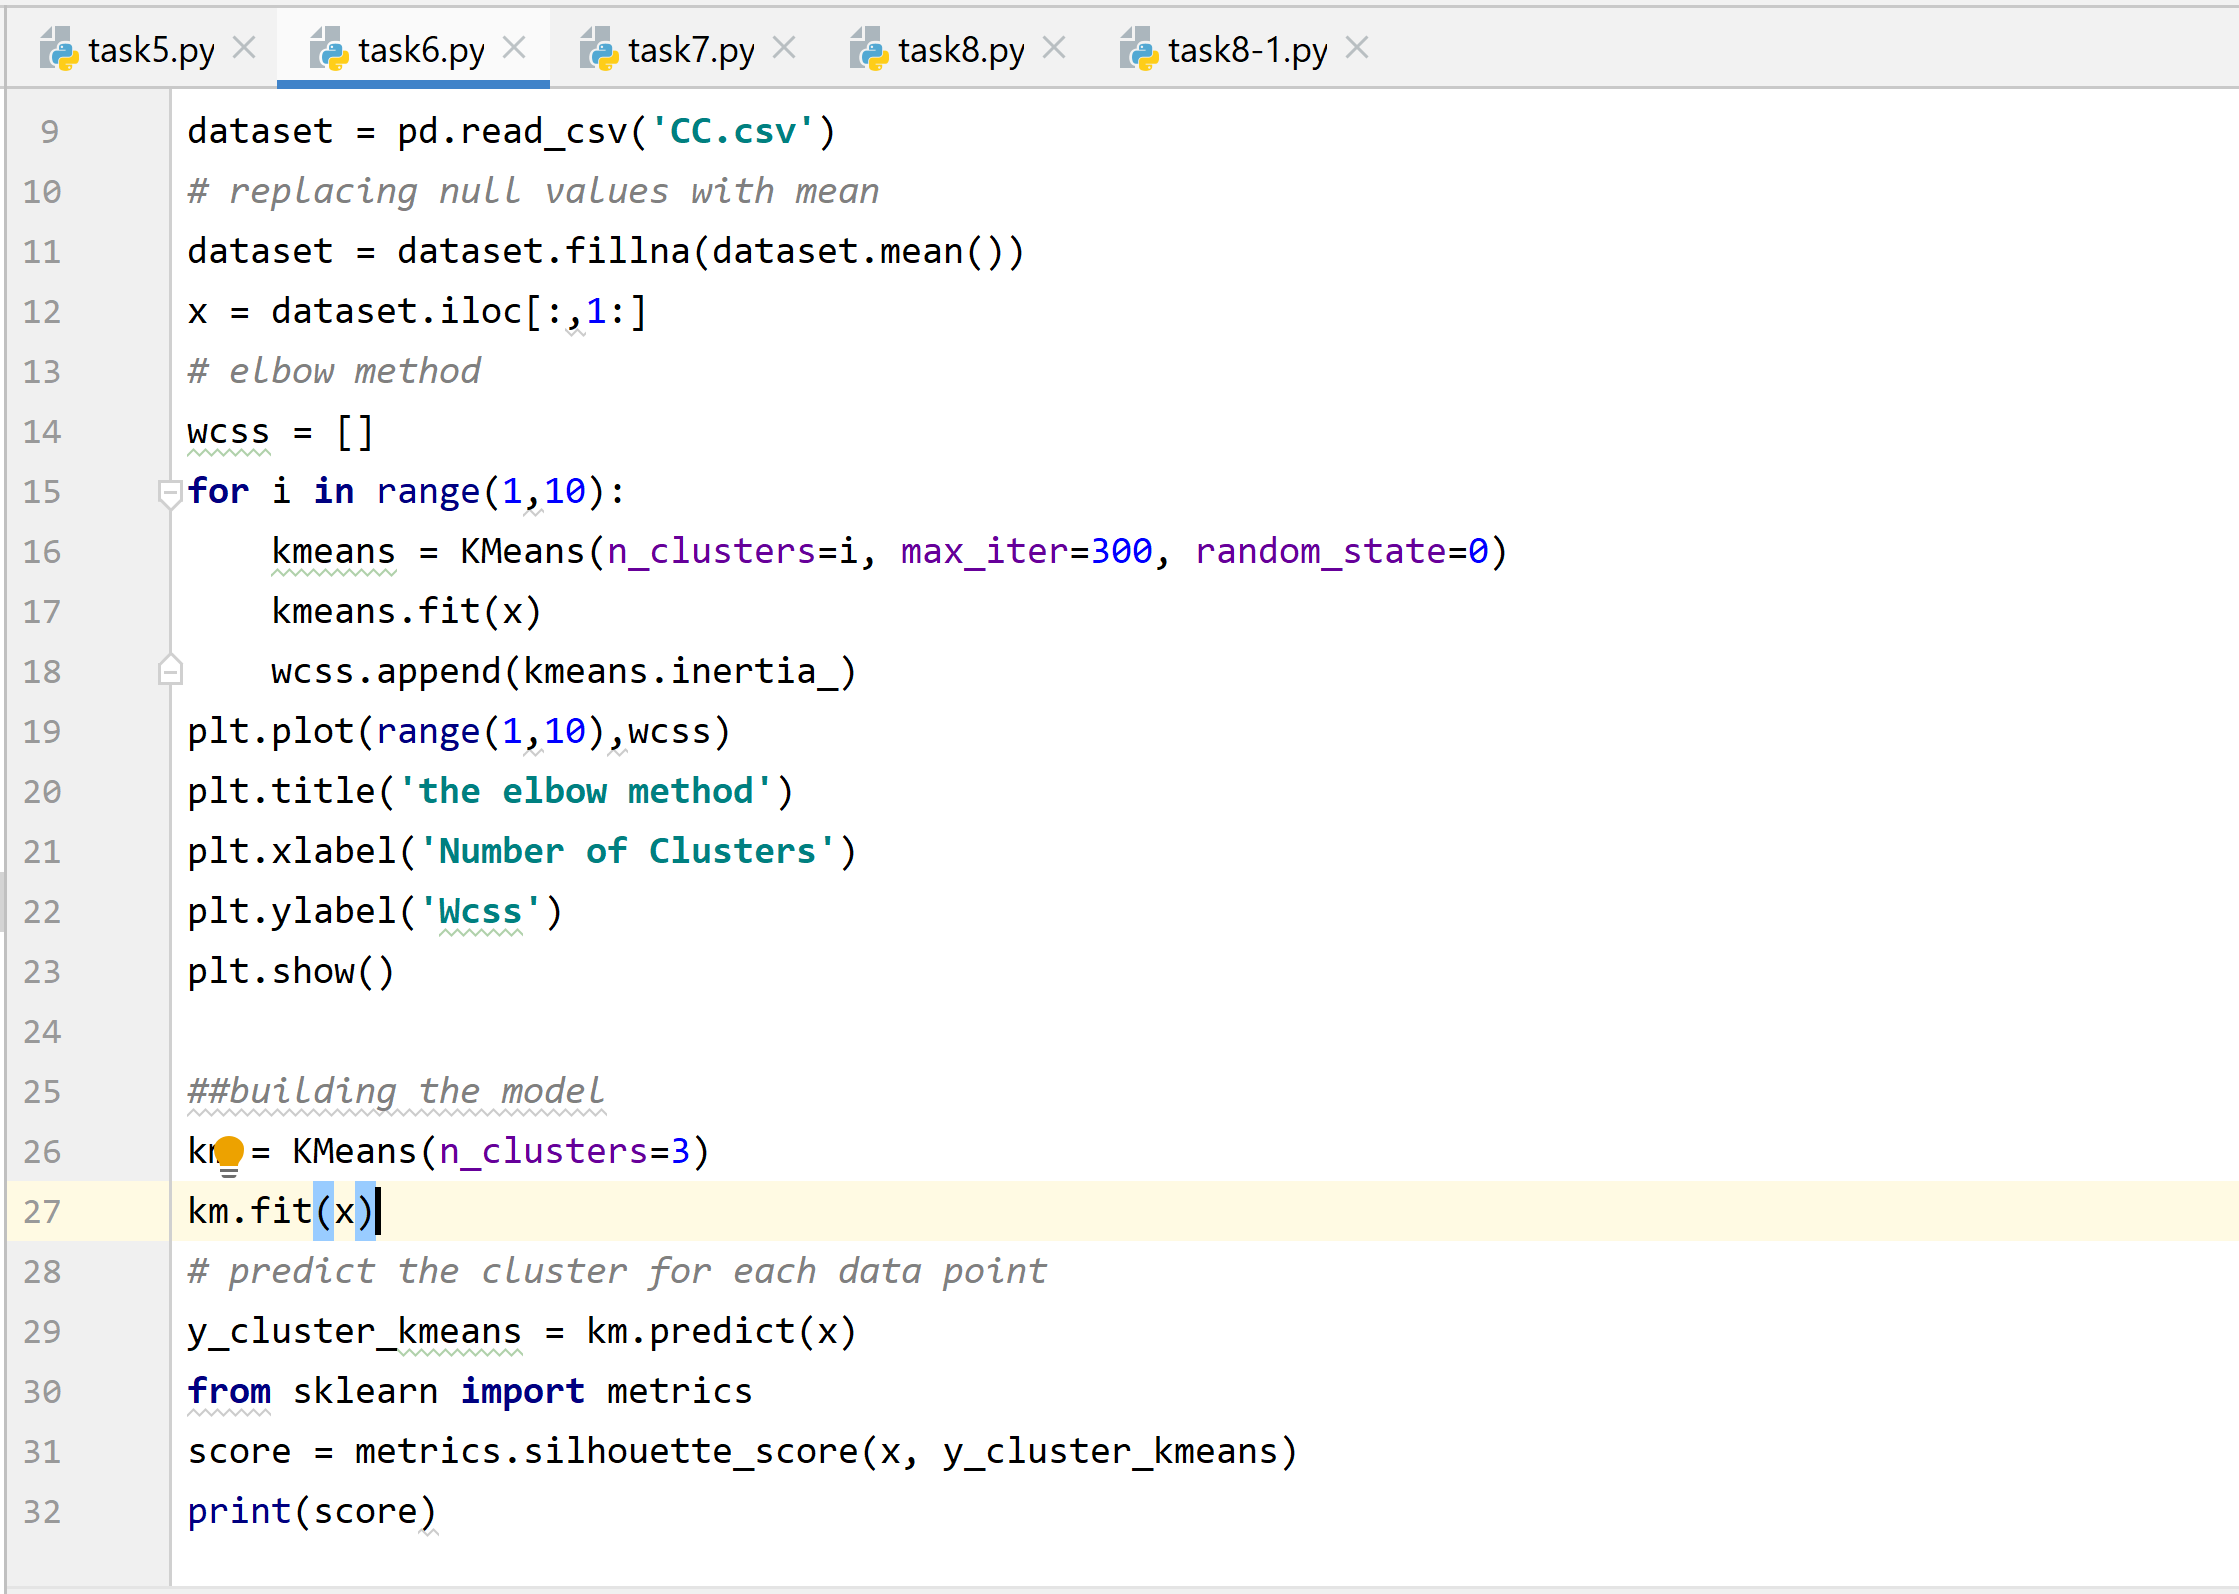 task5.py task6.py task7.py task8.py task8-1.py
9 dataset = pd.read_csv('CC.csv')
10 # replacing null values with mean
11 dataset = dataset.fillna(dataset.mean())
12 x = dataset.iloc[:,1:]
13 # elbow method
14 wcss = []
15 for i in range(1,10):
16     kmeans = KMeans(n_clusters=i, max_iter=300, random_state=0)
17     kmeans.fit(x)
18     wcss.append(kmeans.inertia_)
19 plt.plot(range(1,10),wcss)
20 plt.title('the elbow method')
21 plt.xlabel('Number of Clusters')
22 plt.ylabel('Wcss')
23 plt.show()
24
25 ##building the model
26 km = KMeans(n_clusters=3)
27 km.fit(x)
28 # predict the cluster for each data point
29 y_cluster_kmeans = km.predict(x)
30 from sklearn import metrics
31 score = metrics.silhouette_score(x, y_cluster_kmeans)
32 print(score)